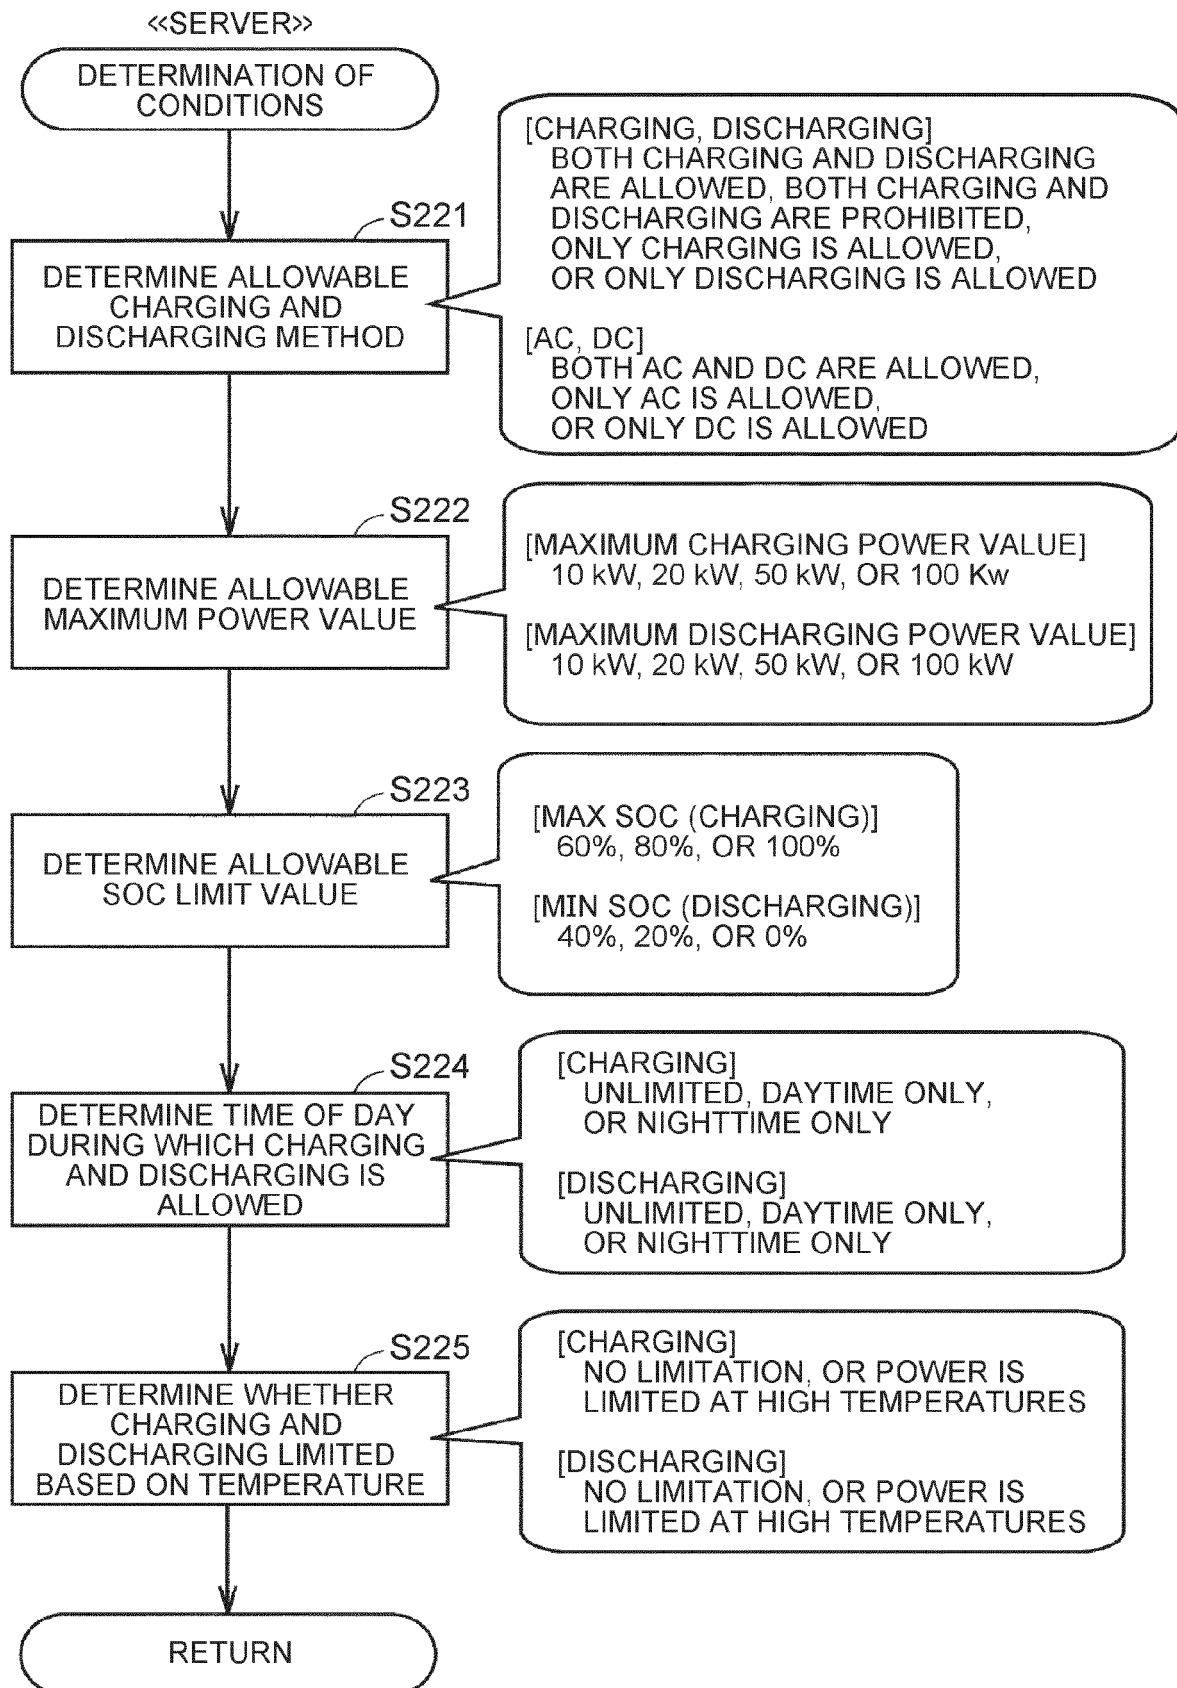 «SERVER»
DETERMINATION OF
CONDITIONS
S221
DETERMINE ALLOWABLE
CHARGING AND
DISCHARGING METHOD
[CHARGING, DISCHARGING]
BOTH CHARGING AND DISCHARGING
ARE ALLOWED, BOTH CHARGING AND
DISCHARGING ARE PROHIBITED,
ONLY CHARGING IS ALLOWED,
OR ONLY DISCHARGING IS ALLOWED
[AC, DC]
BOTH AC AND DC ARE ALLOWED,
ONLY AC IS ALLOWED,
OR ONLY DC IS ALLOWED
S222
DETERMINE ALLOWABLE
MAXIMUM POWER VALUE
[MAXIMUM CHARGING POWER VALUE]
10 kW, 20 kW, 50 kW, OR 100 Kw
[MAXIMUM DISCHARGING POWER VALUE]
10 kW, 20 kW, 50 kW, OR 100 kW
S223
DETERMINE ALLOWABLE
SOC LIMIT VALUE
[MAX SOC (CHARGING)]
60%, 80%, OR 100%
[MIN SOC (DISCHARGING)]
40%, 20%, OR 0%
S224
DETERMINE TIME OF DAY
DURING WHICH CHARGING
AND DISCHARGING IS
ALLOWED
[CHARGING]
UNLIMITED, DAYTIME ONLY,
OR NIGHTTIME ONLY
[DISCHARGING]
UNLIMITED, DAYTIME ONLY,
OR NIGHTTIME ONLY
S225
DETERMINE WHETHER
CHARGING AND
DISCHARGING LIMITED
BASED ON TEMPERATURE
[CHARGING]
NO LIMITATION, OR POWER IS
LIMITED AT HIGH TEMPERATURES
[DISCHARGING]
NO LIMITATION, OR POWER IS
LIMITED AT HIGH TEMPERATURES
RETURN